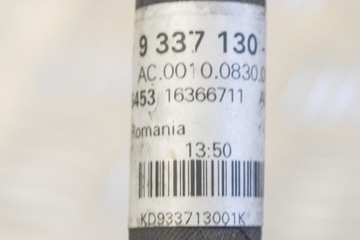 9 337 130-
AC.0010.0830.0
6453 16366711 A
Romania
13:50
KD933713001K